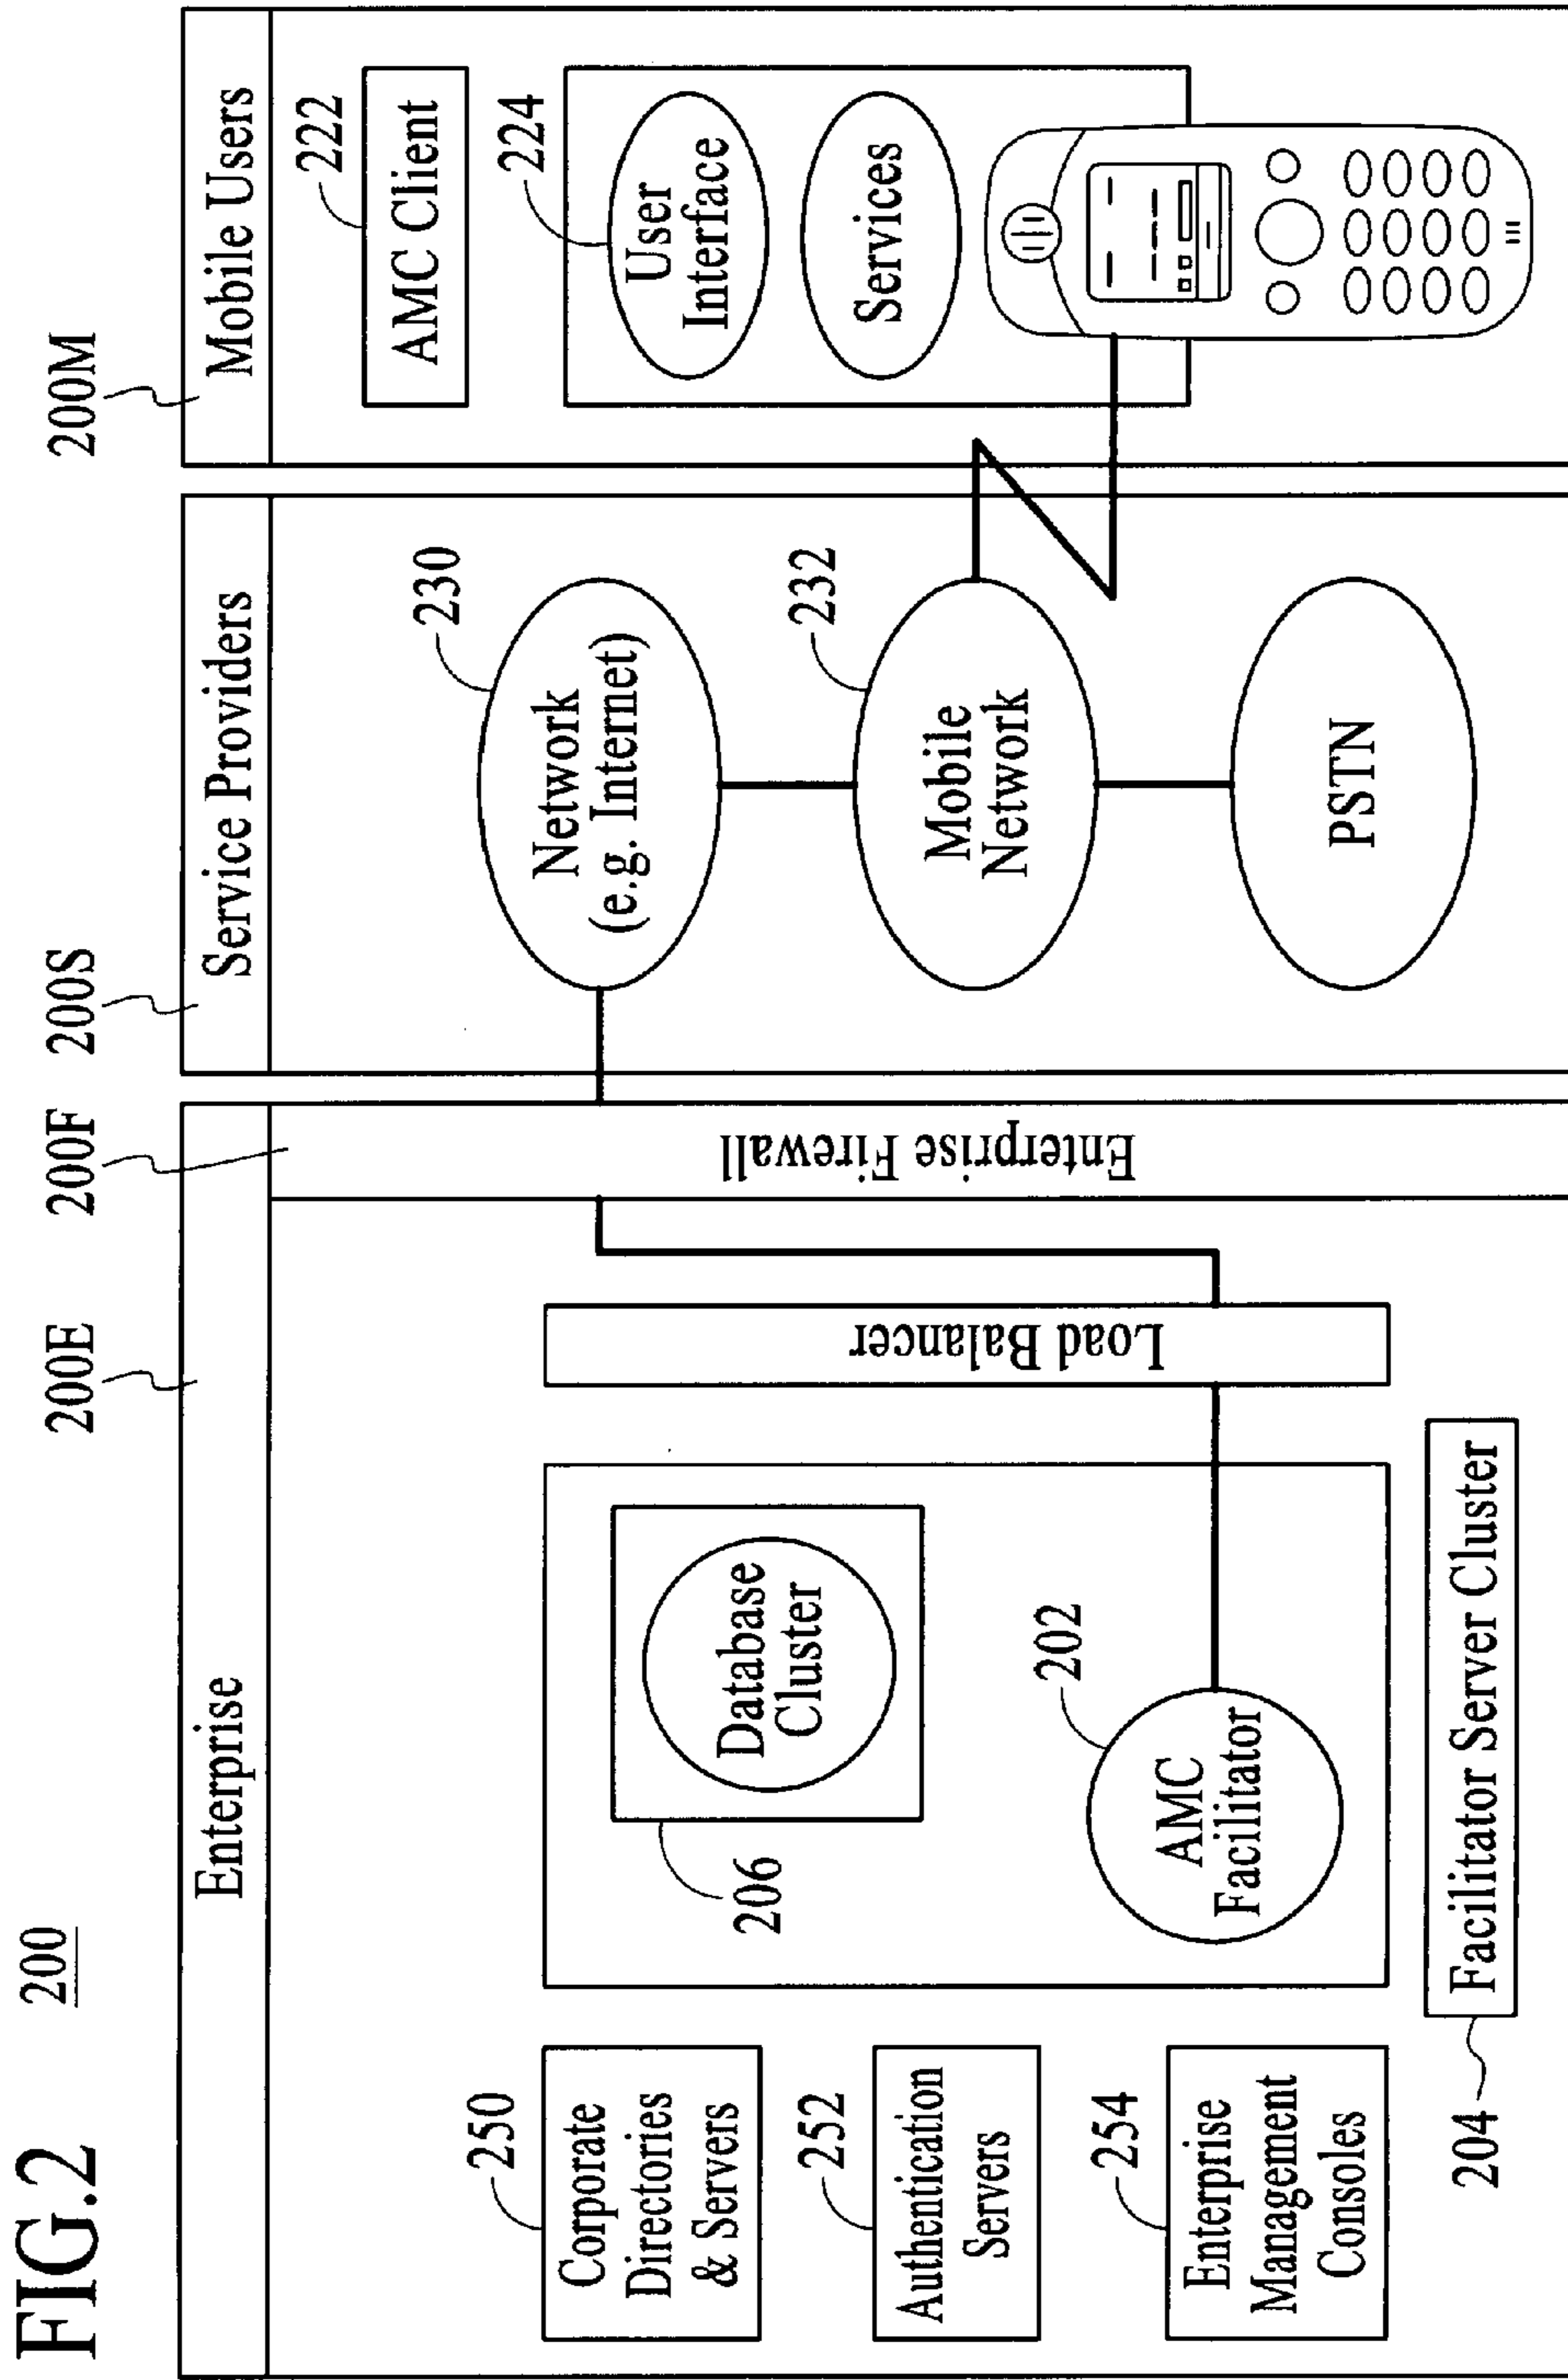 FIG.2
200
200E
200F
200S
200M
Enterprise
Service Providers
Mobile Users
250
Corporate
Directories
& Servers
252
Authentication
Servers
254
Enterprise
Management
Consoles
Database
Cluster
206
202
AMC
Facilitator
204
Facilitator Server Cluster
Load Balancer
Enterprise Firewall
230
Network
(e.g. Internet)
232
Mobile
Network
PSTN
222
AMC Client
224
User
Interface
Services